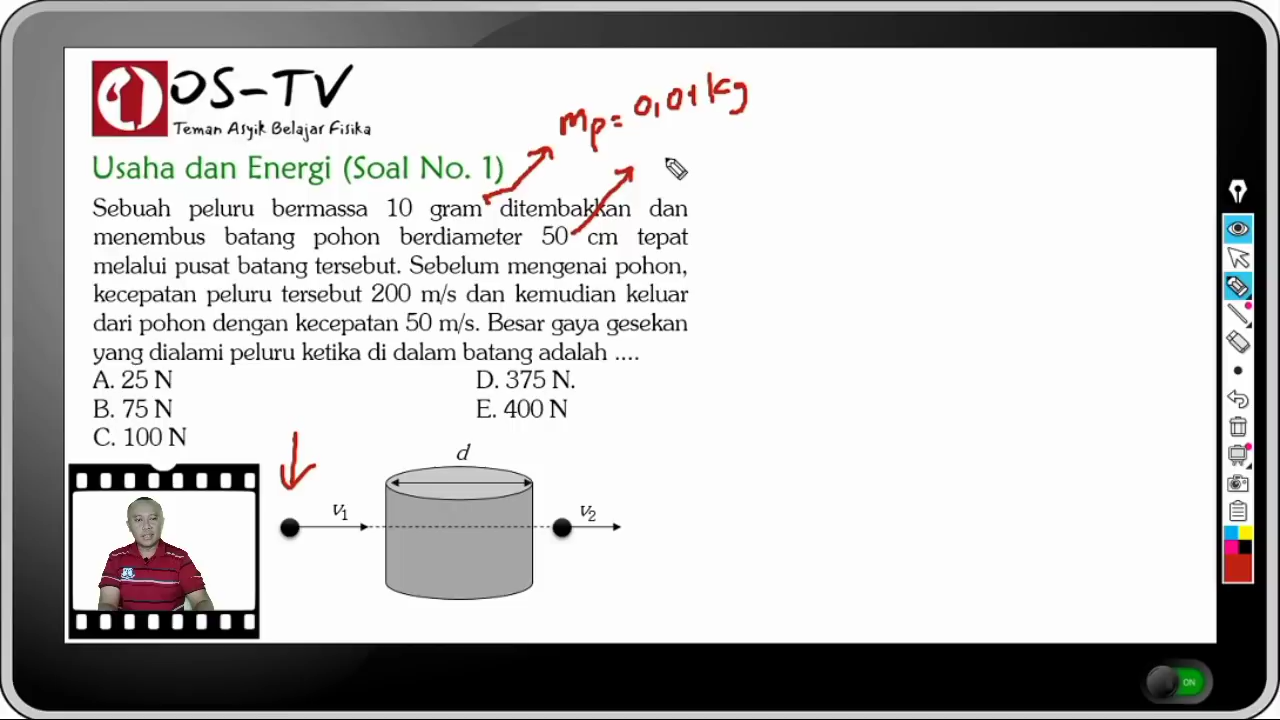 OS-TV
Teman Asyik Belajar Fisika
mp = 0,01 kg
Usaha dan Energi (Soal No. 1)
Sebuah peluru bermassa 10 gram ditembakkan dan
menembus batang pohon berdiameter 50 cm tepat
melalui pusat batang tersebut. Sebelum mengenai pohon,
kecepatan peluru tersebut 200 m/s dan kemudian keluar
dari pohon dengan kecepatan 50 m/s. Besar gaya gesekan
yang dialami peluru ketika di dalam batang adalah ....
A. 25 N
D. 375 N.
B. 75 N
E. 400 N
C. 100 N
d
v1
v2
ON